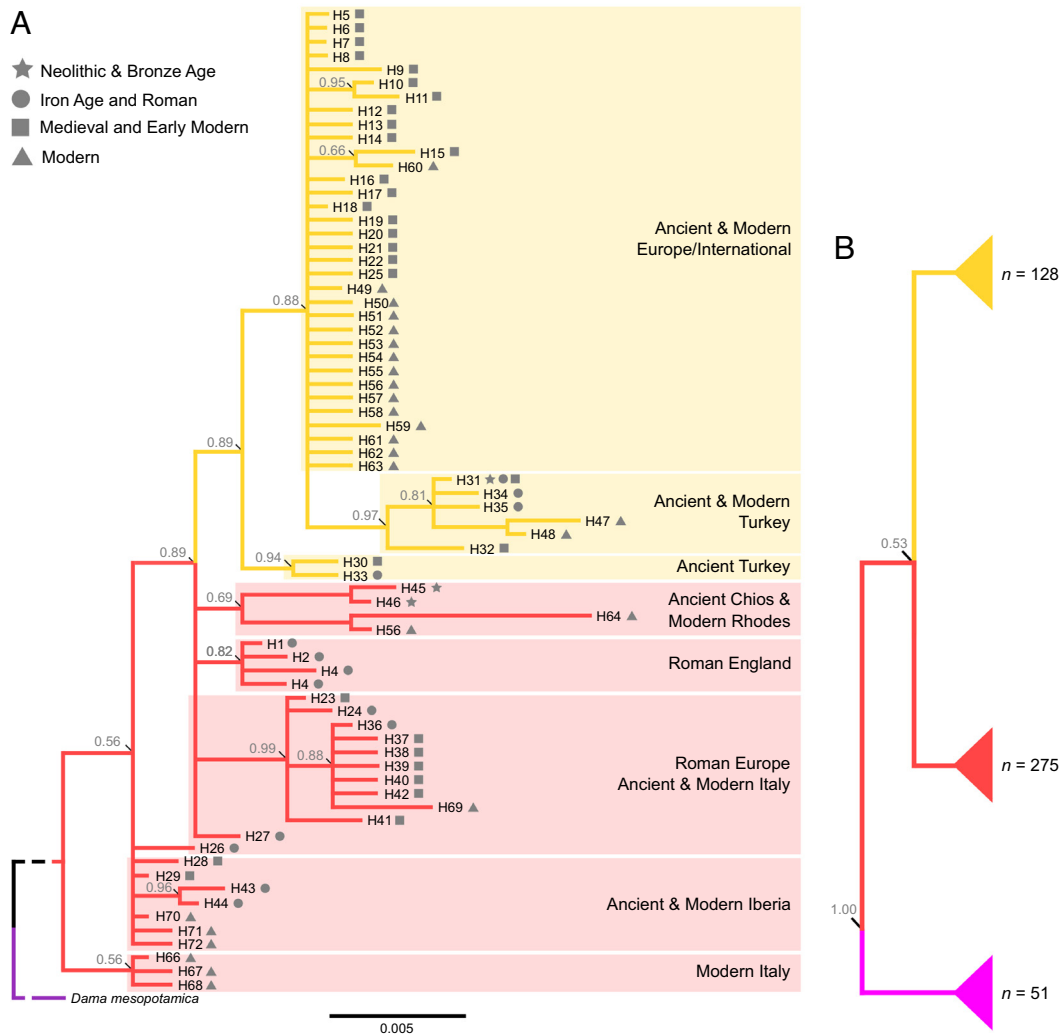 A
Neolithic & Bronze Age
Iron Age and Roman
Medieval and Early Modern
Modern
H5
H6
H7
H8
H9
0.95
H10
H11
H12
H13
H14
0.66
H15
H60
H16
H17
H18
H19
H20
H21
H22
H25
H49
0.88
H50
H51
H52
H53
H54
H55
H56
H57
H58
H59
H61
H62
H63
Ancient & Modern
Europe/International
0.89
H31
0.81
H34
H35
0.97
H47
H48
H32
Ancient & Modern
Turkey
0.94
H30
H33
Ancient Turkey
0.89
0.69
H45
H46
H64
H56
Ancient Chios &
Modern Rhodes
0.82
H1
H2
H4
H4
Roman England
H23
H24
H36
0.99
0.88
H37
H38
H39
H40
H42
H69
H41
H27
H26
Roman Europe
Ancient & Modern Italy
0.56
H28
H29
0.96
H43
H44
H70
H71
H72
Ancient & Modern Iberia
0.56
H66
H67
H68
Modern Italy
Dama mesopotamica
0.005
B
n = 128
0.53
n = 275
1.00
n = 51